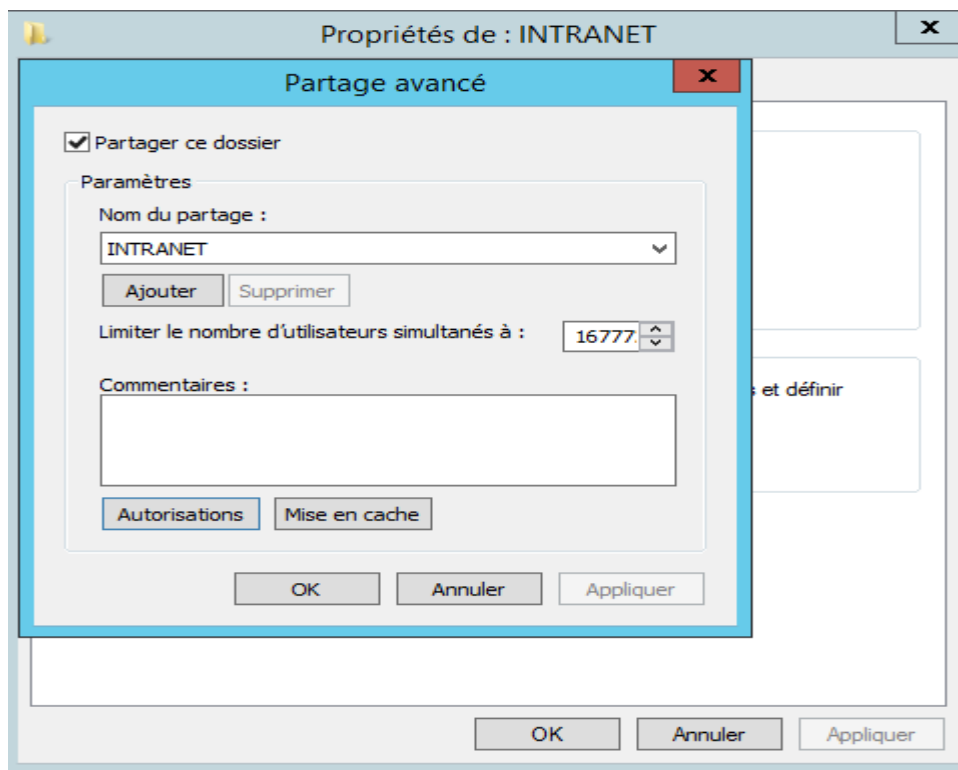 Propriétés de : INTRANET
Partage avancé
Partager ce dossier
Paramètres
Nom du partage :
INTRANET
Ajouter Supprimer
Limiter le nombre d'utilisateurs simultanés à : 16777
Commentaires :
et définir
Autorisations Mise en cache
OK Annuler Appliquer
OK Annuler Appliquer